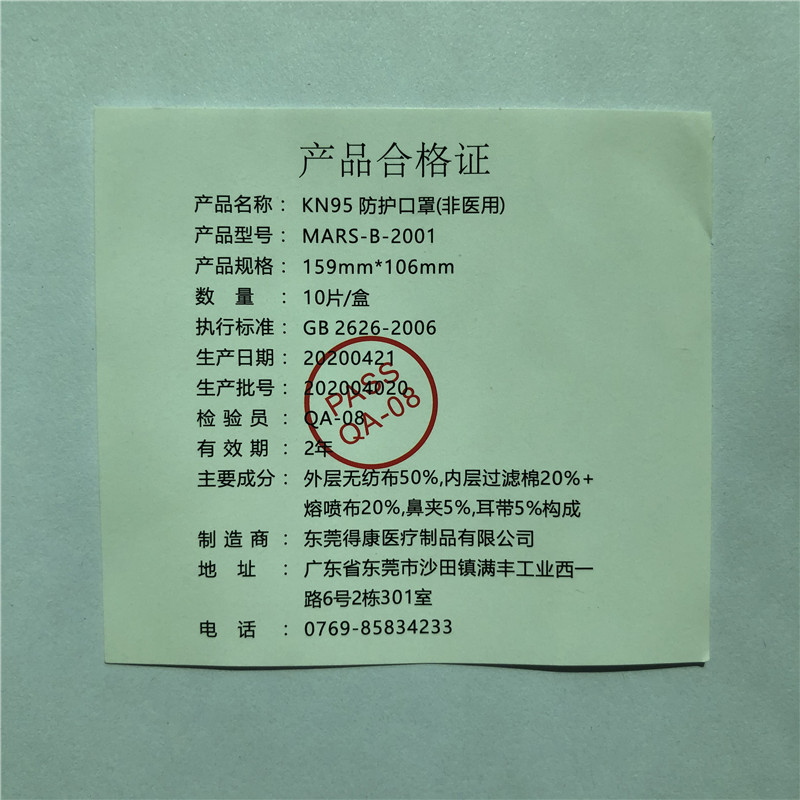 产品合格证
产品名称：KN95 防护口罩(非医用)
产品型号：MARS-B-2001
产品规格：159mm*106mm
数 量 ：10片/盒
执行标准：GB 2626-2006
生产日期：20200421
生产批号：202004020
检 验 员 ：QA-08
有 效 期 ：2年
PASS
QA-08
主要成分：外层无纺布50%,内层过滤棉20%+
熔喷布20%,鼻夹5%,耳带5%构成
制 造 商 ：东莞得康医疗制品有限公司
地 址 ：广东省东莞市沙田镇满丰工业西一
路6号2栋301室
电 话 ：0769-85834233